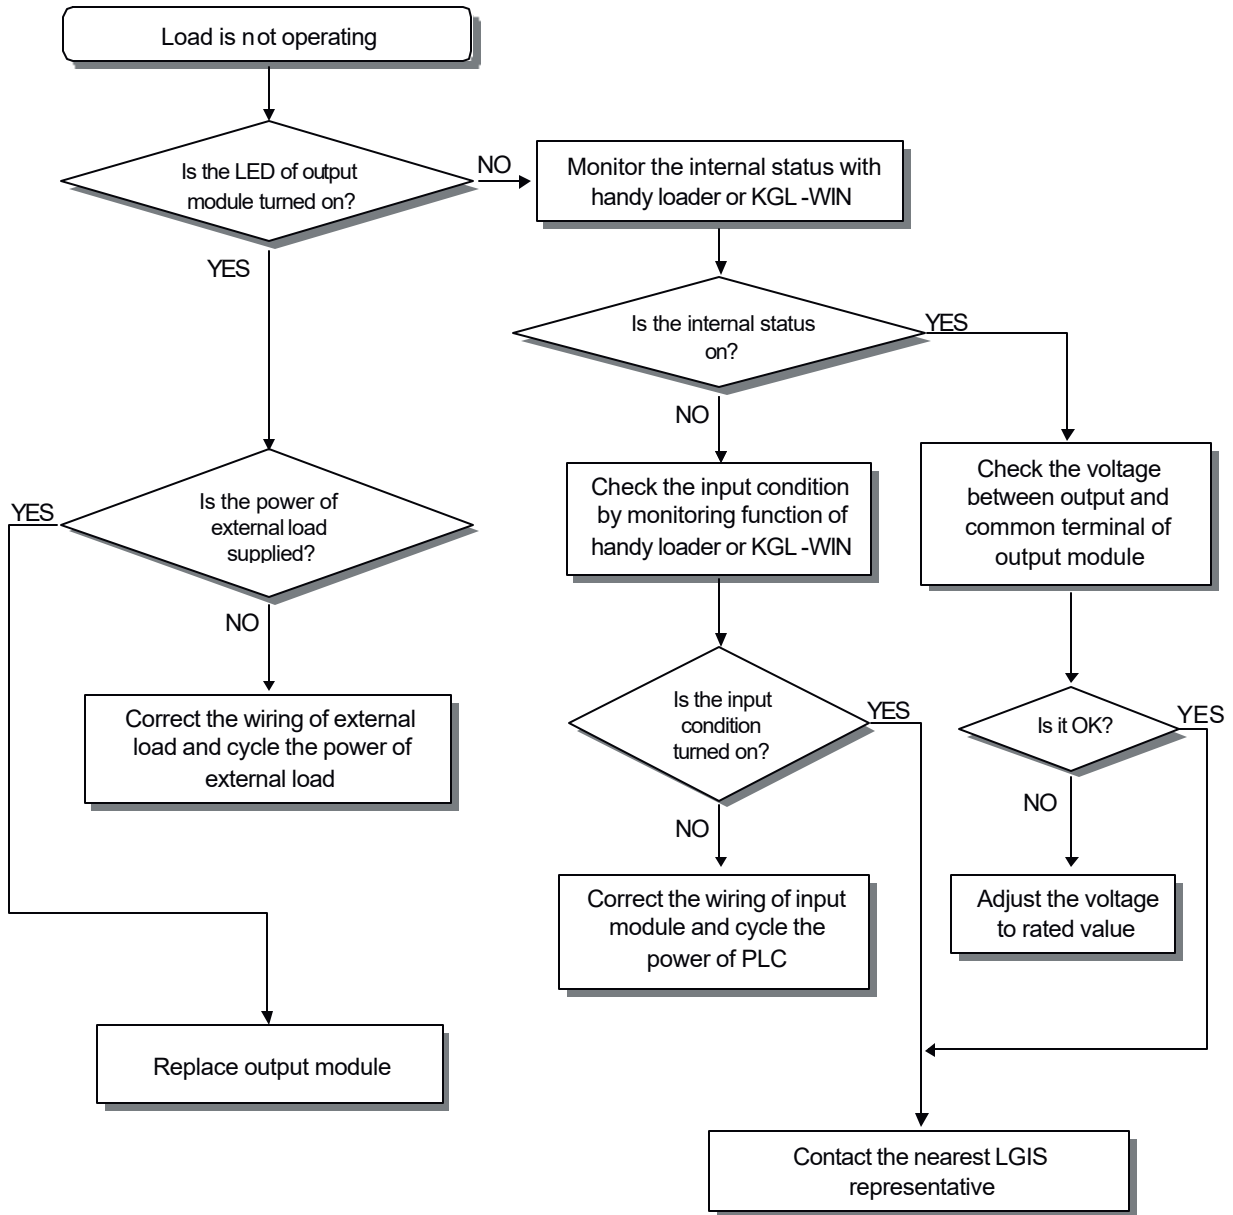 Load is not operating
Is the LED of output
module turned on?
NO
Monitor the internal status with
handy loader or KGL -WIN
YES
Is the internal status
on?
YES
NO
Check the input condition
by monitoring function of
handy loader or KGL -WIN
Check the voltage
between output and
common terminal of
output module
YES
Is the power of
external load
supplied?
NO
Correct the wiring of external
load and cycle the power of
external load
Is the input
condition
turned on?
YES
Is it OK?
YES
NO
NO
Correct the wiring of input
module and cycle the
power of PLC
Adjust the voltage
to rated value
Replace output module
Contact the nearest LGIS
representative